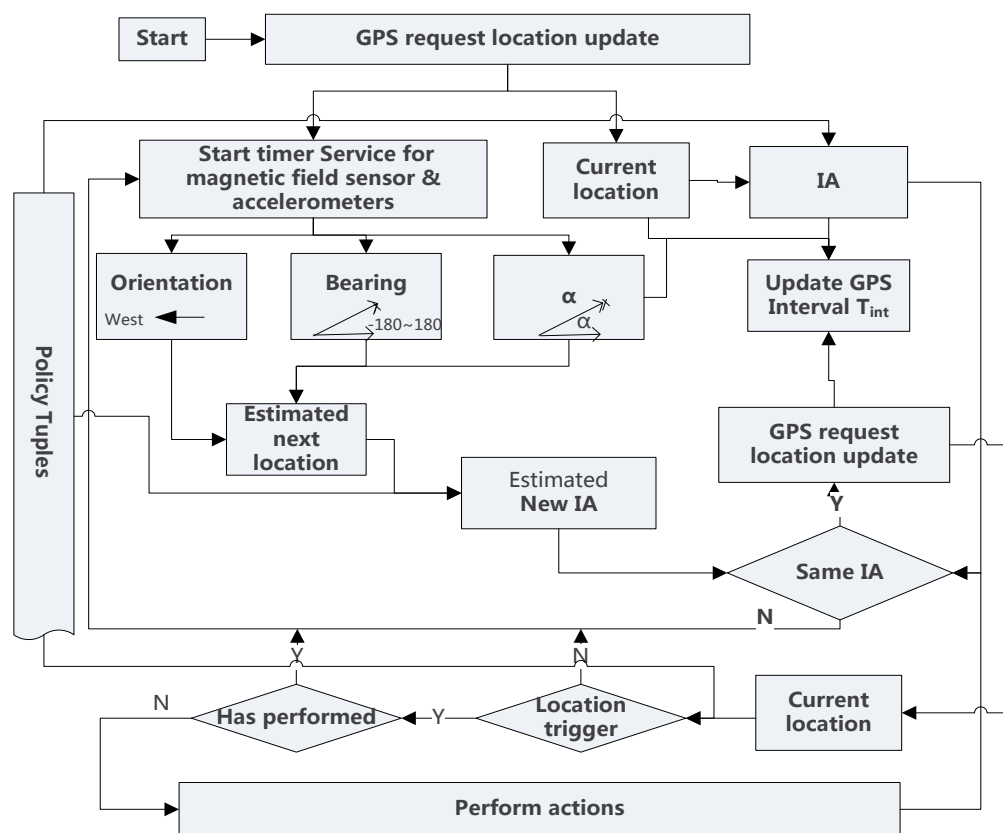 Start
GPS request location update
Start timer Service for
magnetic field sensor &
accelerometers
Current
location
IA
Orientation
West
Bearing
-180~180
α
α
Update GPS
Interval Tint
Policy Tuples
Estimated
next
location
GPS request
location update
Estimated
New IA
Y
Same IA
N
Y
N
N
Has performed
Y
Location
trigger
Current
location
Perform actions